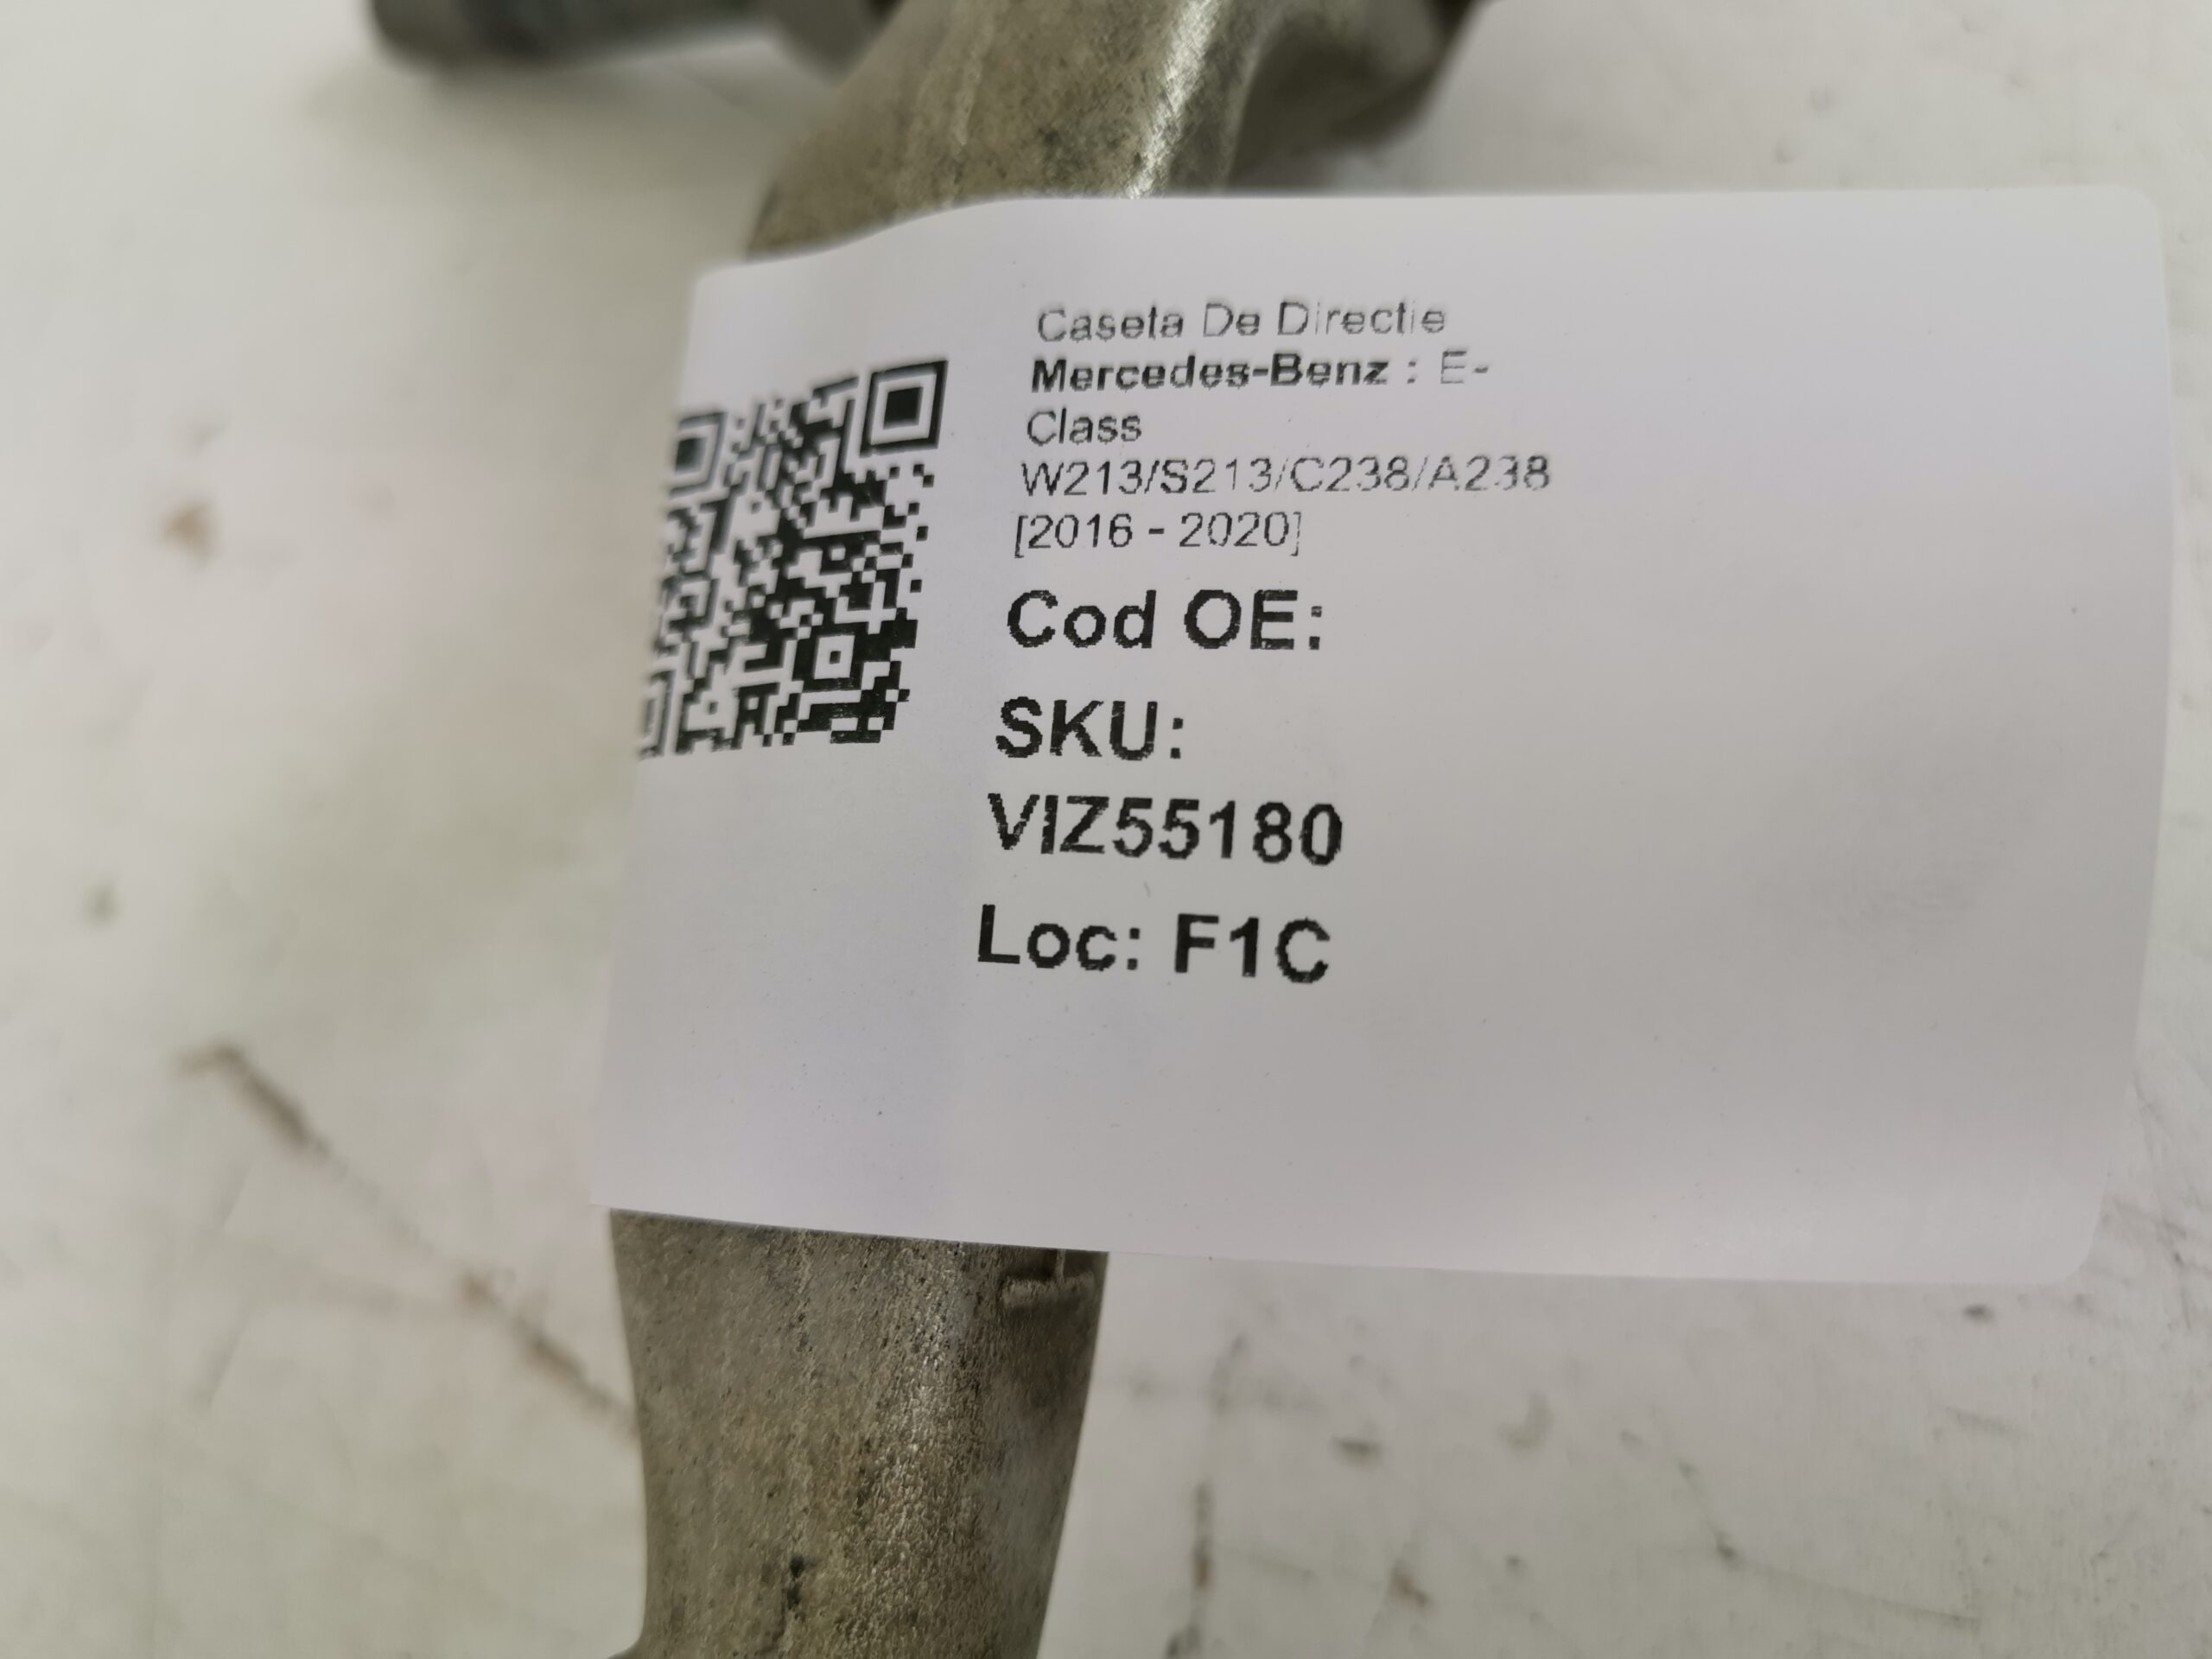 Caseta De Directie
Mercedes-Benz : E-
Class
W213/S213/C238/A238
[2016 - 2020]
Cod OE:
SKU:
VIZ55180
Loc: F1C